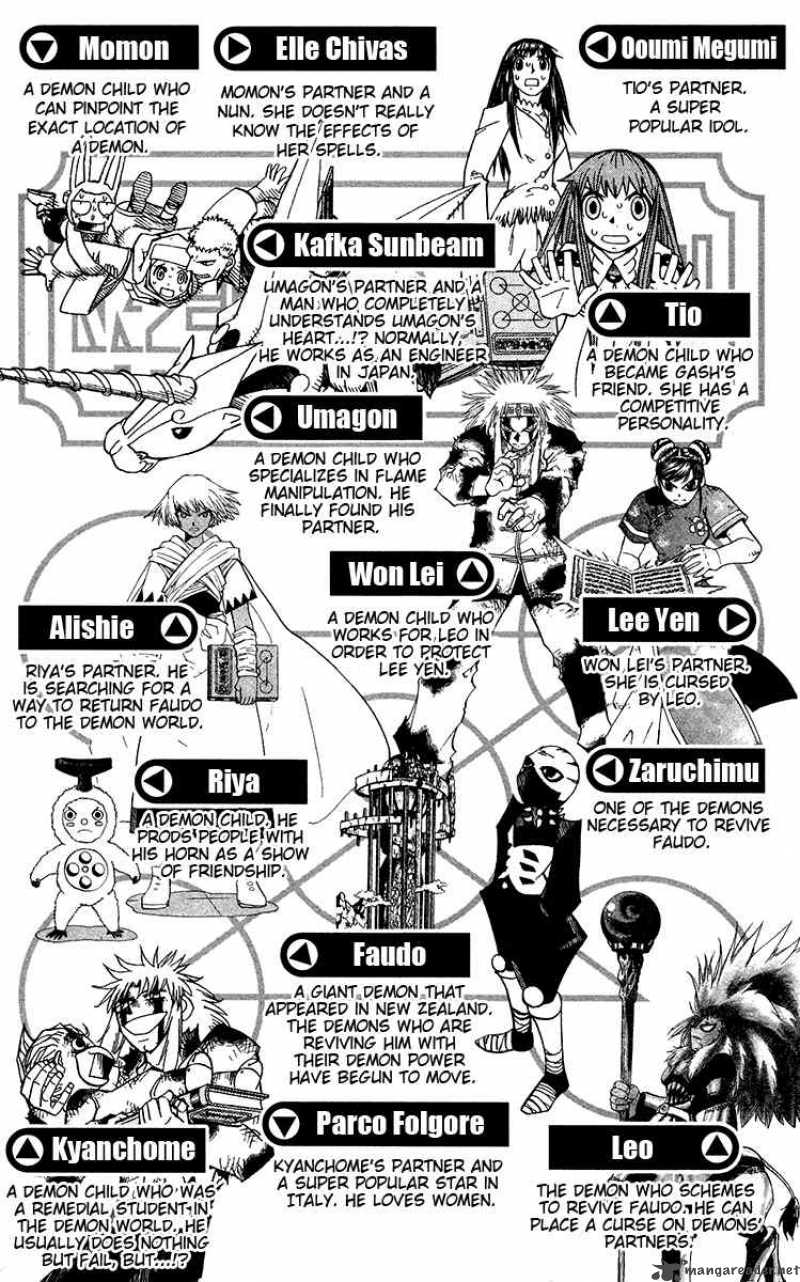 Momon
A DEMON CHILD WHO
CAN PINPOINT THE
EXACT LOCATION OF
A DEMON.
Elle Chivas
MOMON'S PARTNER AND A
NUN. SHE DOESN'T REALLY
KNOW THE EFFECTS OF
HER SPELLS.
Ooumi Megumi
TIO'S PARTNER.
A SUPER
POPULAR IDOL.
Kafka Sunbeam
UMAGON'S PARTNER AND A
MAN WHO COMPLETELY
UNDERSTANDS UMAGON'S
HEART...!? NORMALLY,
HE WORKS AS AN ENGINEER
IN JAPAN.
Tio
A DEMON CHILD WHO
BECAME GASH'S
FRIEND. SHE HAS A
COMPETITIVE
PERSONALITY.
Umagon
A DEMON CHILD WHO
SPECIALIZES IN FLAME
MANIPULATION. HE
FINALLY FOUND HIS
PARTNER.
Won Lei
A DEMON CHILD WHO
WORKS FOR LEO IN
ORDER TO PROTECT
LEE YEN.
Lee Yen
WON LEI'S PARTNER.
SHE IS CURSED
BY LEO.
Alishie
RIYA'S PARTNER. HE
IS SEARCHING FOR A
WAY TO RETURN FAUDO
TO THE DEMON WORLD.
Riya
A DEMON CHILD. HE
PRODS PEOPLE WITH
HIS HORN AS A SHOW
OF FRIENDSHIP.
Zaruchimu
ONE OF THE DEMONS
NECESSARY TO REVIVE
FAUDO.
Faudo
A GIANT DEMON THAT
APPEARED IN NEW ZEALAND.
THE DEMONS WHO ARE
REVIVING HIM WITH
THEIR DEMON POWER
HAVE BEGUN TO MOVE.
Kyanchome
A DEMON CHILD WHO WAS
A REMEDIAL STUDENT IN
THE DEMON WORLD. HE
USUALLY DOES NOTHING
BUT FAIL, BUT...!?
Parco Folgore
KYANCHOME'S PARTNER AND
A SUPER POPULAR STAR IN
ITALY. HE LOVES WOMEN.
Leo
THE DEMON WHO SCHEMES
TO REVIVE FAUDO. HE CAN
PLACE A CURSE ON DEMONS'
PARTNERS.
mangareader.net